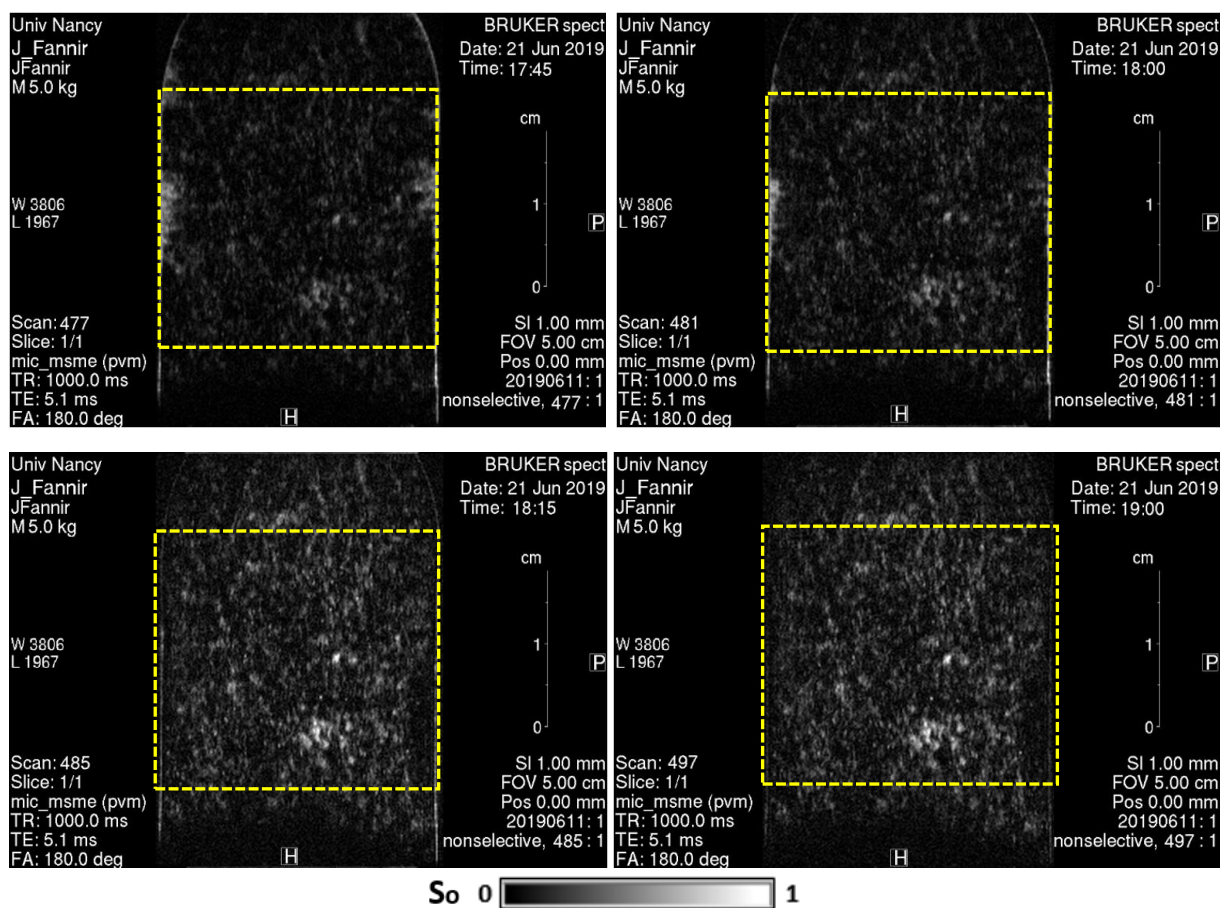 Univ Nancy
J_Fannir
JFannir
M 5.0 kg
BRUKER spect
Date: 21 Jun 2019
Time: 17:45
cm
1
0
W 3806
L 1967
P
Scan: 477
Slice: 1/1
mic_msme (pvm)
TR: 1000.0 ms
TE: 5.1 ms
FA: 180.0 deg
H
SI 1.00 mm
FOV 5.00 cm
Pos 0.00 mm
20190611: 1
nonselective, 477 : 1
Univ Nancy
J_Fannir
JFannir
M 5.0 kg
BRUKER spect
Date: 21 Jun 2019
Time: 18:00
cm
1
0
W 3806
L 1967
P
Scan: 481
Slice: 1/1
mic_msme (pvm)
TR: 1000.0 ms
TE: 5.1 ms
FA: 180.0 deg
H
SI 1.00 mm
FOV 5.00 cm
Pos 0.00 mm
20190611: 1
nonselective, 481 : 1
Univ Nancy
J_Fannir
JFannir
M 5.0 kg
BRUKER spect
Date: 21 Jun 2019
Time: 18:15
cm
1
0
W 3806
L 1967
P
Scan: 485
Slice: 1/1
mic_msme (pvm)
TR: 1000.0 ms
TE: 5.1 ms
FA: 180.0 deg
H
SI 1.00 mm
FOV 5.00 cm
Pos 0.00 mm
20190611: 1
nonselective, 485 : 1
Univ Nancy
J_Fannir
JFannir
M 5.0 kg
BRUKER spect
Date: 21 Jun 2019
Time: 19:00
cm
1
0
W 3806
L 1967
P
Scan: 497
Slice: 1/1
mic_msme (pvm)
TR: 1000.0 ms
TE: 5.1 ms
FA: 180.0 deg
H
SI 1.00 mm
FOV 5.00 cm
Pos 0.00 mm
20190611: 1
nonselective, 497 : 1
So 0 1